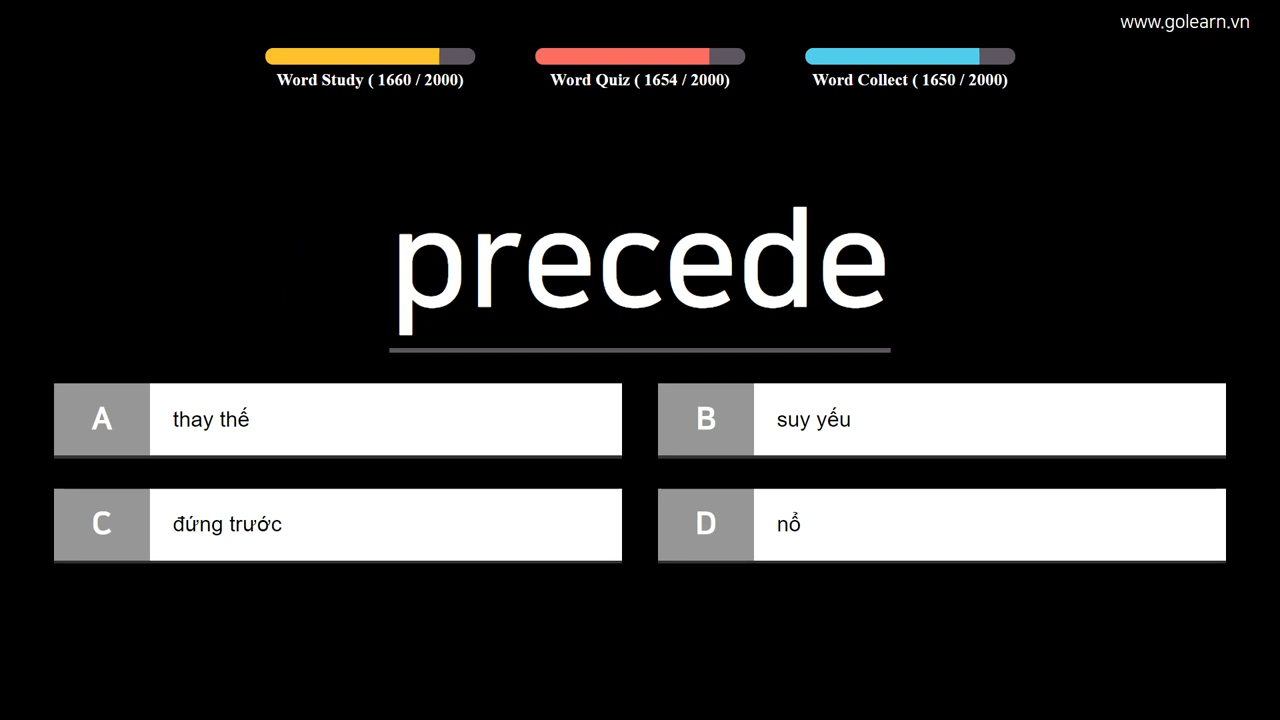 www.golearn.vn
Word Study ( 1660 / 2000)
Word Quiz ( 1654 / 2000)
Word Collect ( 1650 / 2000)
precede
A thay thế
B suy yếu
C đứng trước
D nổ